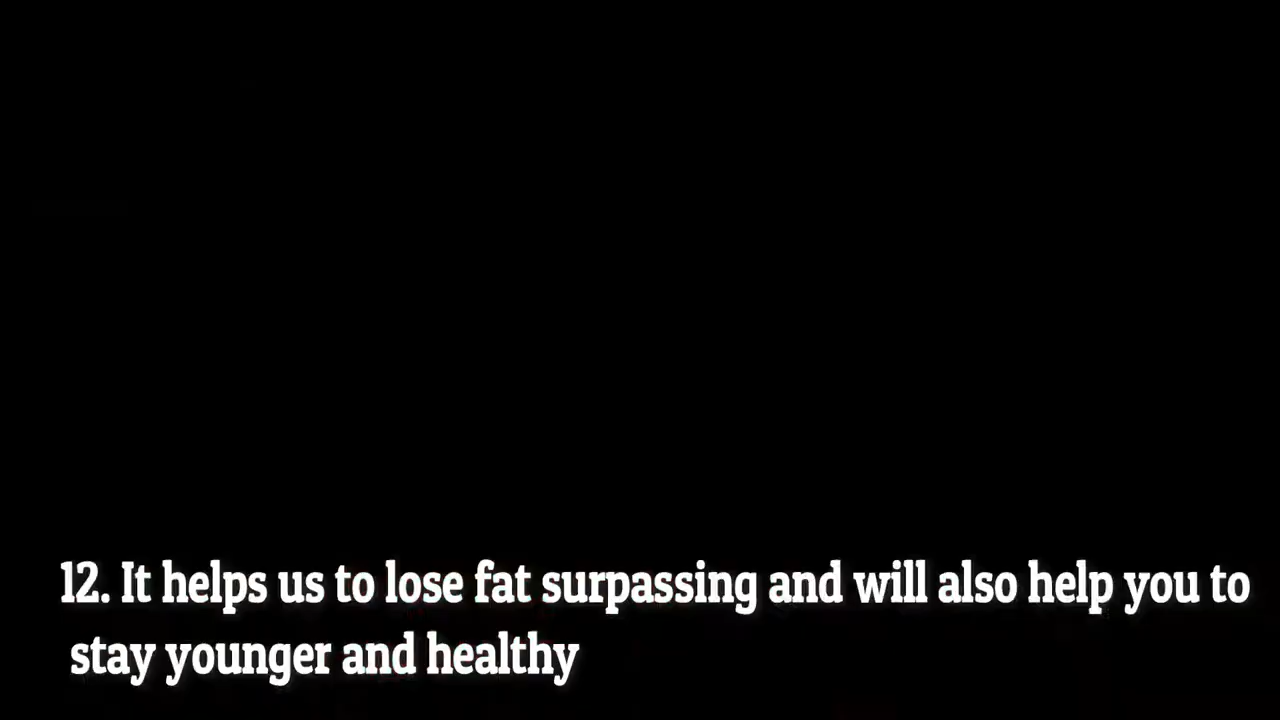 12. It helps us to lose fat surpassing and will also help you to
stay younger and healthy